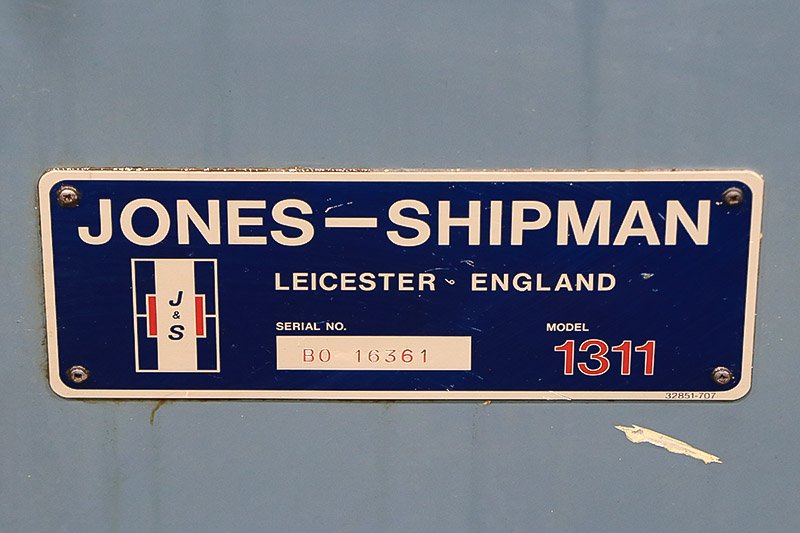 JONES—SHIPMAN
LEICESTER ENGLAND
J
&
S
SERIAL NO.
BO 16361
MODEL
1311
32851-707